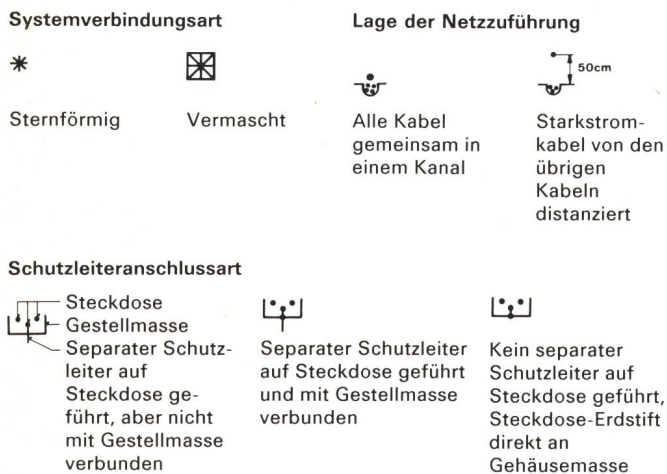 Systemverbindungsart
Sternförmig
Vermascht
Lage der Netzzuführung
50cm
Alle Kabel
gemeinsam in
einem Kanal
Starkstrom-
kabel von den
übrigen
Kabeln
distanziert
Schutzleiteranschlussart
Steckdose
Gestellmasse
Separater Schutz-
leiter auf
Steckdose ge-
führt, aber nicht
mit Gestellmasse
verbunden
Separater Schutzleiter
auf Steckdose geführt
und mit Gestellmasse
verbunden
Kein separater
Schutzleiter auf
Steckdose geführt,
Steckdose-Erdstift
direkt an
Gehäusemasse